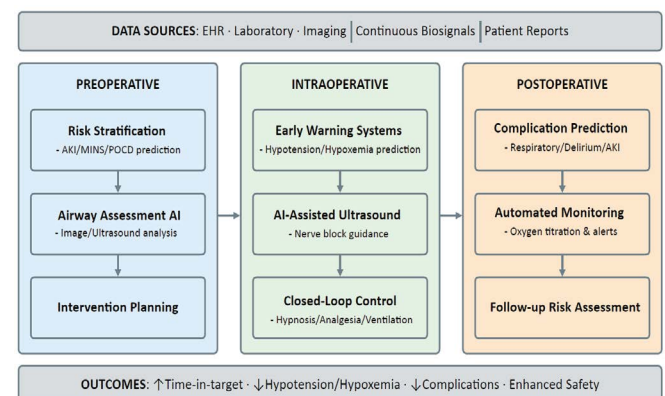 DATA SOURCES: EHR · Laboratory · Imaging | Continuous Biosignals | Patient Reports
PREOPERATIVE
Risk Stratification
- AKI/MINS/POCD prediction
Airway Assessment AI
- Image/Ultrasound analysis
Intervention Planning
INTRAOPERATIVE
Early Warning Systems
- Hypotension/Hypoxemia prediction
AI-Assisted Ultrasound
- Nerve block guidance
Closed-Loop Control
- Hypnosis/Analgesia/Ventilation
POSTOPERATIVE
Complication Prediction
- Respiratory/Delirium/AKI
Automated Monitoring
- Oxygen titration & alerts
Follow-up Risk Assessment
OUTCOMES: ↑Time-in-target · ↓Hypotension/Hypoxemia · ↓Complications · Enhanced Safety